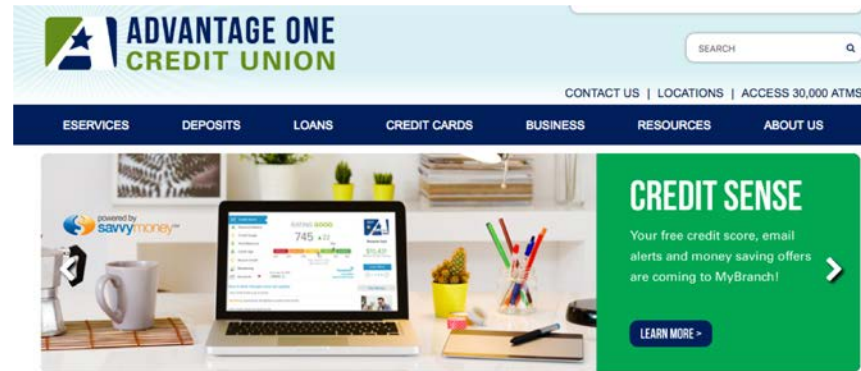 ADVANTAGE ONE
CREDIT UNION
SEARCH
CONTACT US | LOCATIONS | ACCESS 30,000 ATMS
ESERVICES DEPOSITS LOANS CREDIT CARDS BUSINESS RESOURCES ABOUT US
powered by
savvymoney
RATING GOOD
745
CREDIT SENSE
Your free credit score, email
alerts and money saving offers
are coming to MyBranch!
LEARN MORE >